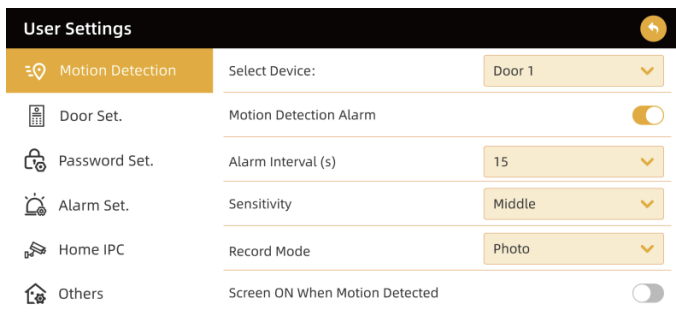 User Settings
Motion Detection
Door Set.
Password Set.
Alarm Set.
Home IPC
Others
Select Device: Door 1
Motion Detection Alarm
Alarm Interval (s) 15
Sensitivity Middle
Record Mode Photo
Screen ON When Motion Detected